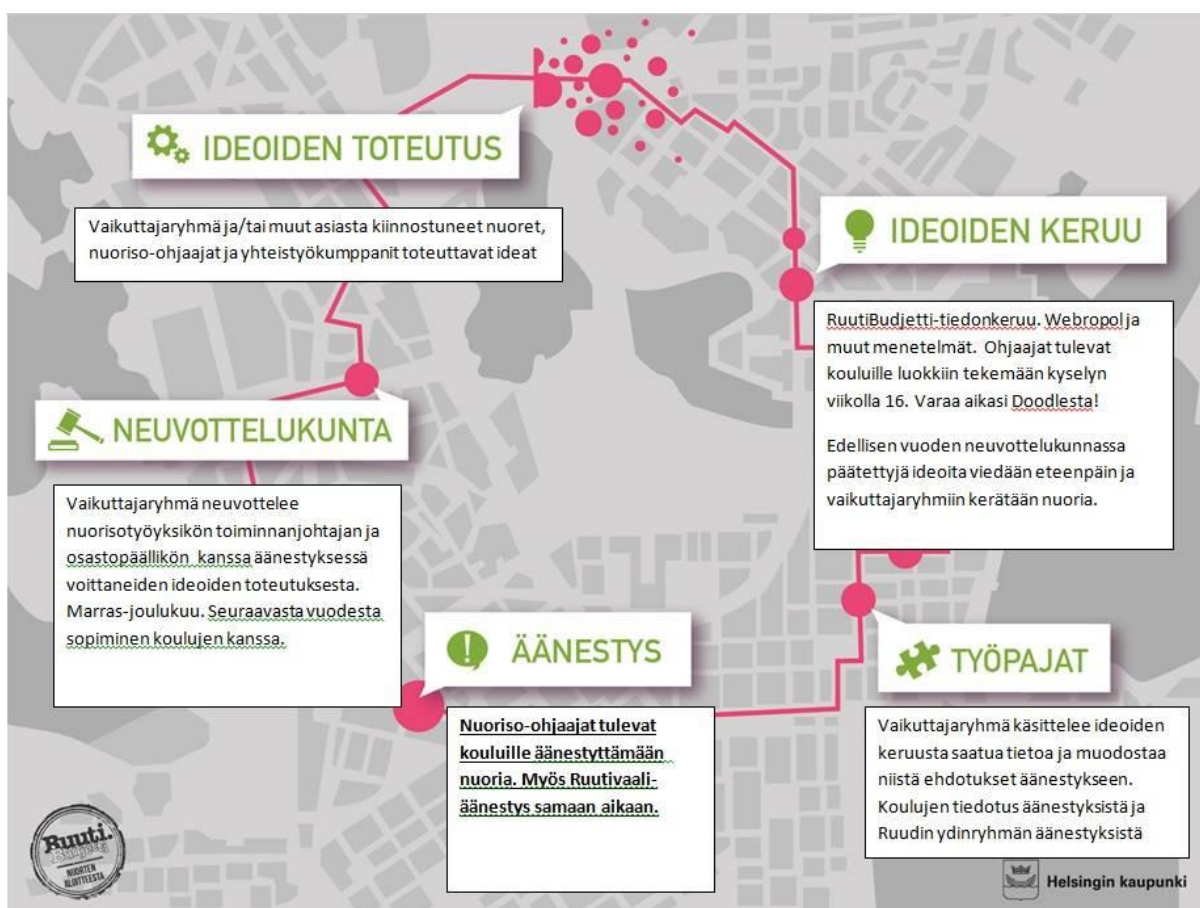 IDEOIDEN TOTEUTUS
Vaikuttajaryhmä ja/tai muut asiasta kiinnostuneet nuoret,
nuoriso-ohjaajat ja yhteistyökumppanit toteuttavat ideat
IDEOIDEN KERUU
RuutiBudjetti-tiedonkeruu. Webropol ja
muut menetelmät. Ohjaajat tulevat
kouluille luokkiin tekemään kyselyn
viikolla 16. Varaa aikasi Doodlesta!
Edellisen vuoden neuvottelukunnassa
päätettyjä ideoita viedään eteenpäin ja
vaikuttajaryhmiin kerätään nuoria.
NEUVOTTELUKUNTA
Vaikuttajaryhmä neuvottelee
nuorisotyöyksikön toiminnanjohtajan ja
osastopäällikön kanssa äänestyksessä
voittaneiden ideoiden toteutuksesta.
Marras-joulukuu. Seuraavasta vuodesta
sopiminen koulujen kanssa.
ÄÄNESTYS
Nuoriso-ohjaajat tulevat
kouluille äänestyttämään
nuoria. Myös Ruutivaali-
äänestys samaan aikaan.
TYÖPAJAT
Vaikuttajaryhmä käsittelee ideoiden
keruusta saatua tietoa ja muodostaa
niistä ehdotukset äänestykseen.
Koulujen tiedotus äänestyksistä ja
Ruudin ydinryhmän äänestyksistä
Ruuti.
Budjetti
NUORTEN
ALOITTEESTA
Helsingin kaupunki